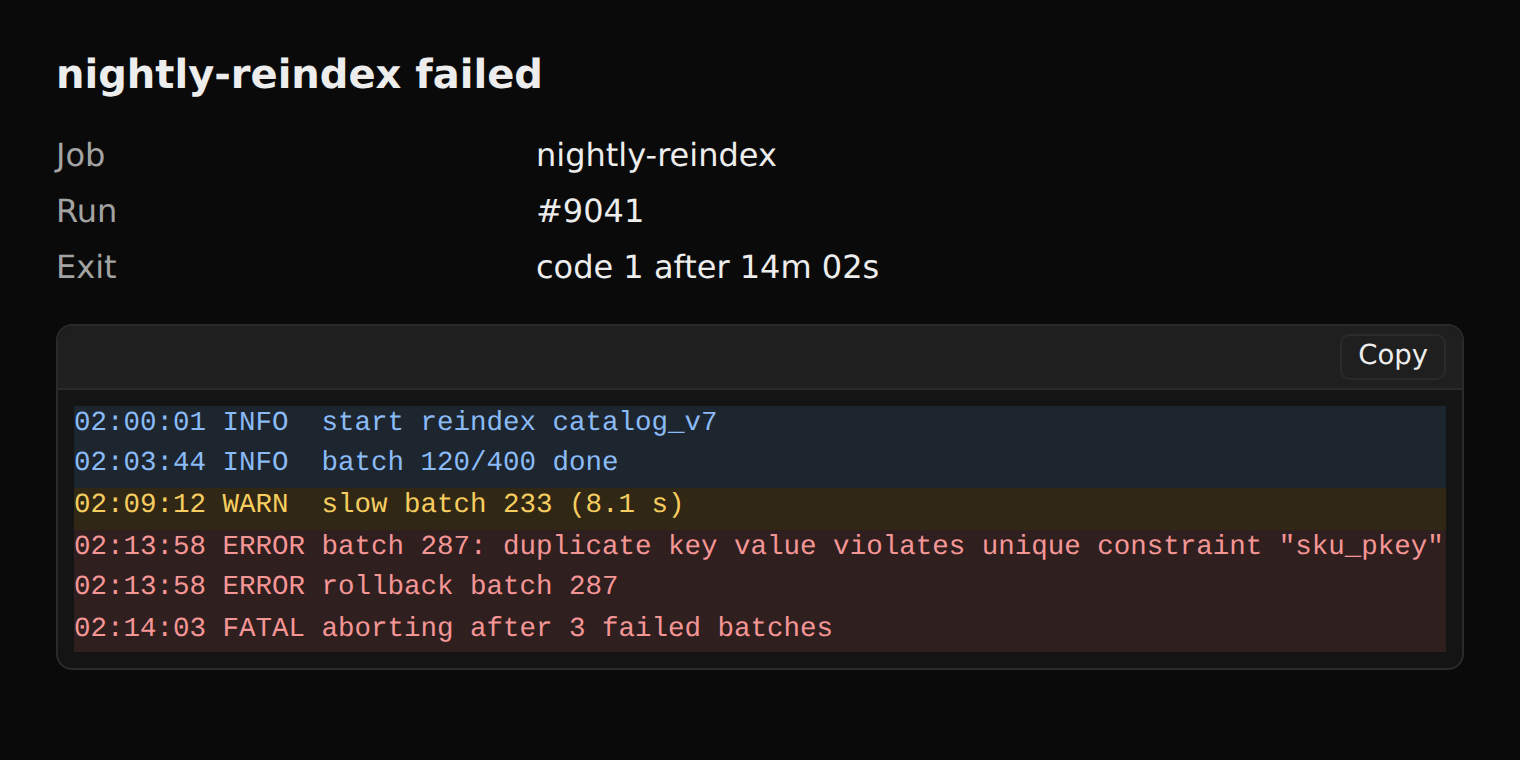 nightly-reindex failed
Job nightly-reindex
Run #9041
Exit code 1 after 14m 02s
Copy
02:00:01 INFO  start reindex catalog_v7
02:03:44 INFO  batch 120/400 done
02:09:12 WARN  slow batch 233 (8.1 s)
02:13:58 ERROR batch 287: duplicate key value violates unique constraint "sku_pkey"
02:13:58 ERROR rollback batch 287
02:14:03 FATAL aborting after 3 failed batches